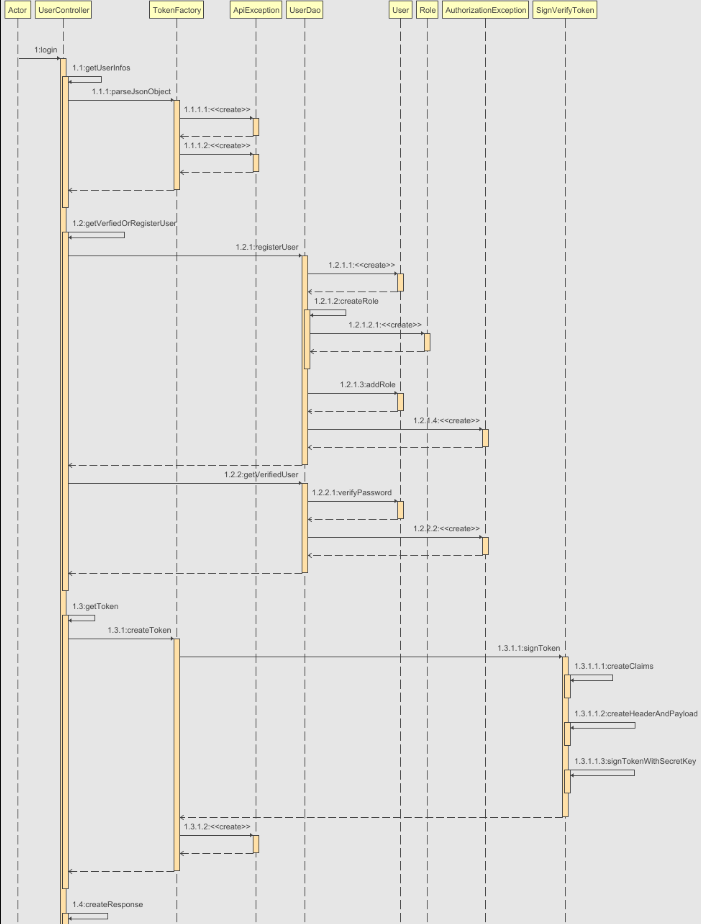 Actor
UserController
TokenFactory
ApiException
UserDao
User
Role
AuthorizationException
SignVerifyToken
1:login
1.1:getUserInfos
1.1.1:parseJsonObject
1.1.1.1:<<create>>
1.1.1.2:<<create>>
1.2:getVerfiedOrRegisterUser
1.2.1:registerUser
1.2.1.1:<<create>>
1.2.1.2:createRole
1.2.1.2.1:<<create>>
1.2.1.3:addRole
1.2.1.4:<<create>>
1.2.2:getVerifiedUser
1.2.2.1:verifyPassword
1.2.2.2:<<create>>
1.3:getToken
1.3.1:createToken
1.3.1.1:signToken
1.3.1.1.1:createClaims
1.3.1.1.2:createHeaderAndPayload
1.3.1.1.3:signTokenWithSecretKey
1.3.1.2:<<create>>
1.4:createResponse